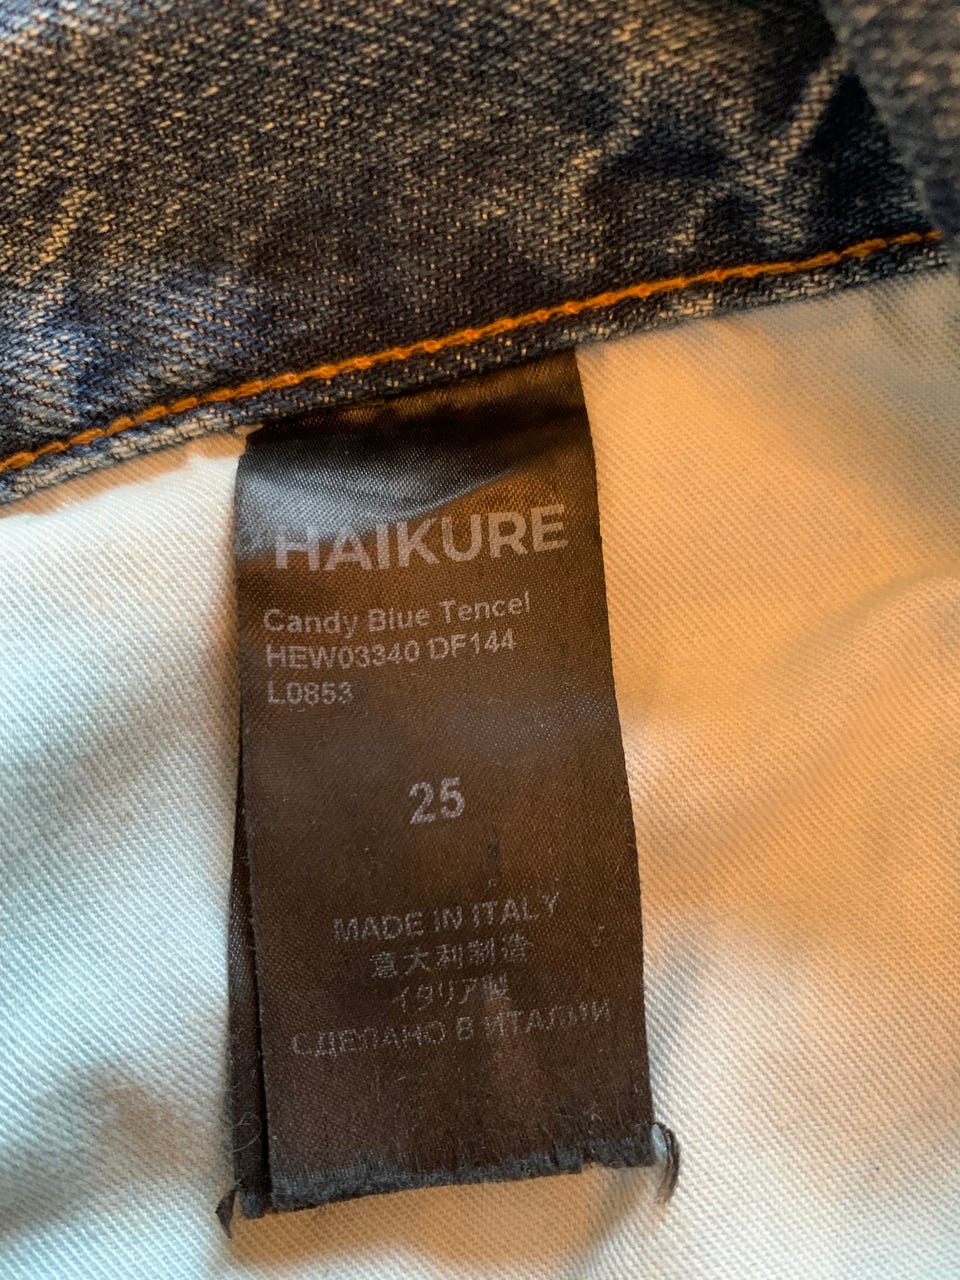 HAIKURE
Candy Blue Tencel
HEW03340 DF144
L0853
25
MADE IN ITALY
意大利制造
イタリア製
СДЕЛАНО В ИТАЛИИ